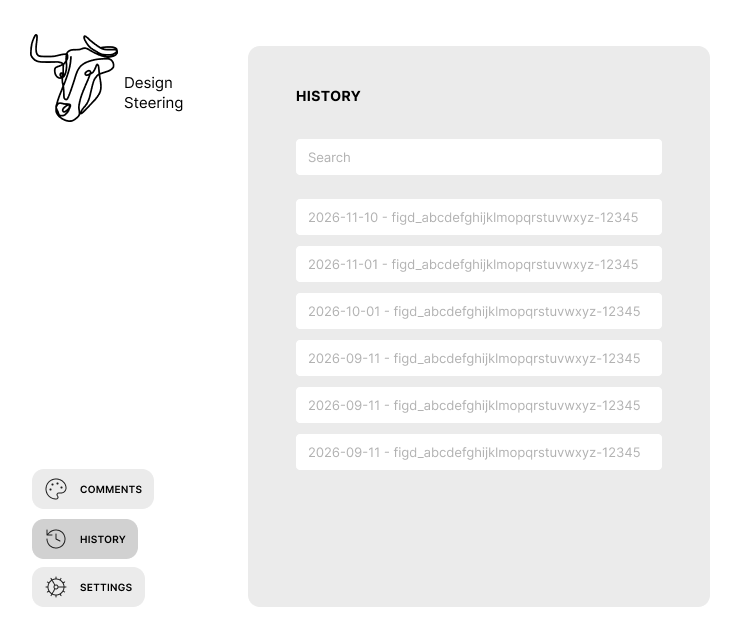 Design
Steering
HISTORY
Search
2026-11-10 - figd_abcdefghijklmopqrstuvwxyz-12345
2026-11-01 - figd_abcdefghijklmopqrstuvwxyz-12345
2026-10-01 - figd_abcdefghijklmopqrstuvwxyz-12345
2026-09-11 - figd_abcdefghijklmopqrstuvwxyz-12345
2026-09-11 - figd_abcdefghijklmopqrstuvwxyz-12345
2026-09-11 - figd_abcdefghijklmopqrstuvwxyz-12345
COMMENTS
HISTORY
SETTINGS